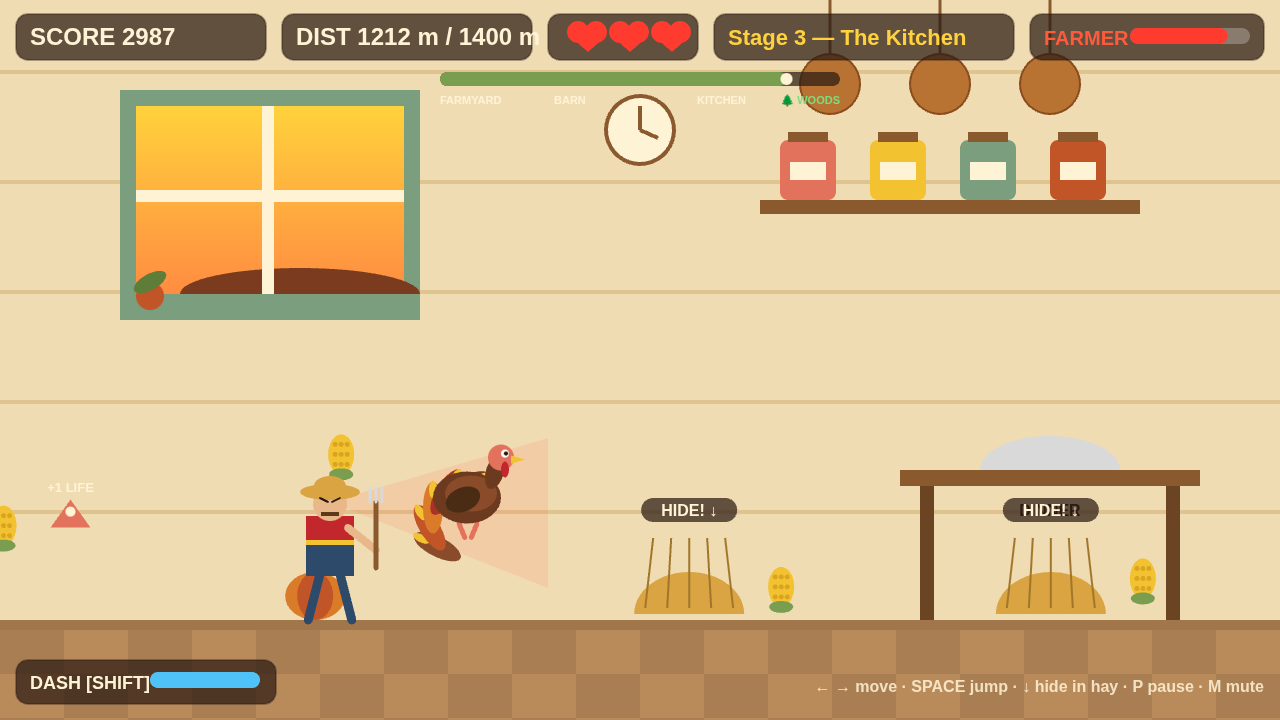 SCORE 2987
DIST 1212 m / 1400 m
Stage 3 — The Kitchen
FARMER
FARMYARD
BARN
KITCHEN
🌲 WOODS
+1 LIFE
HIDE! ↓
HIDE! ↓
DASH [SHIFT]
← → move · SPACE jump · ↓ hide in hay · P pause · M mute